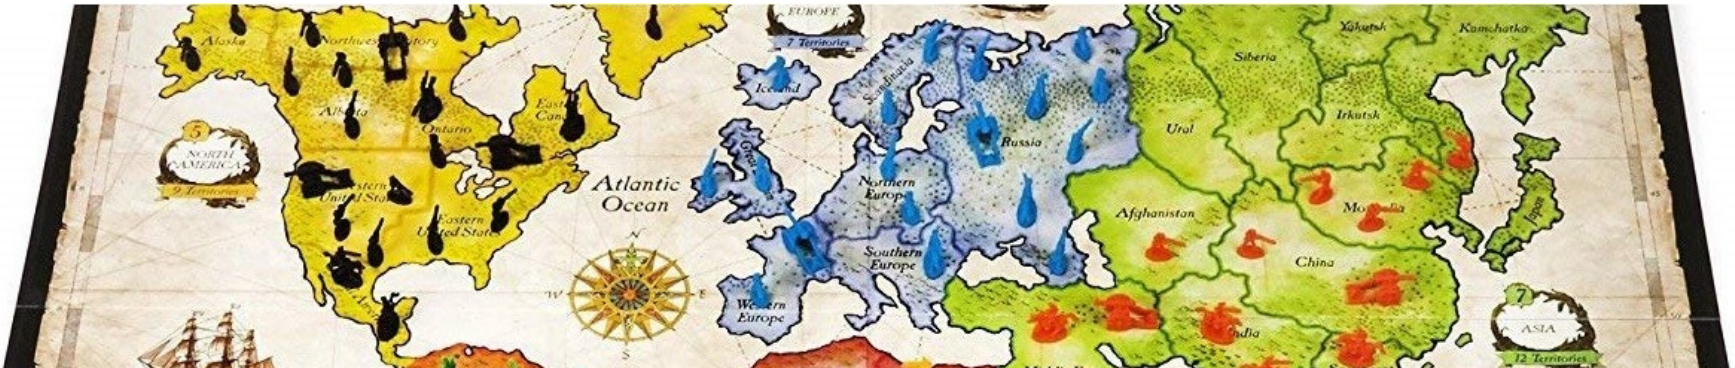 EUROPE
7 Territories
Alaska
Alberta
Ontario
5
NORTH
AMERICA
9 Territories
Eastern
United States
Atlantic
Ocean
N
W
E
S
Iceland
Scandinavia
Russia
Northern
Europe
Southern
Europe
Western
Europe
Ural
Siberia
Yakutsk
Kamchatka
Irkutsk
Japan
Afghanistan
China
7
ASIA
12 Territories